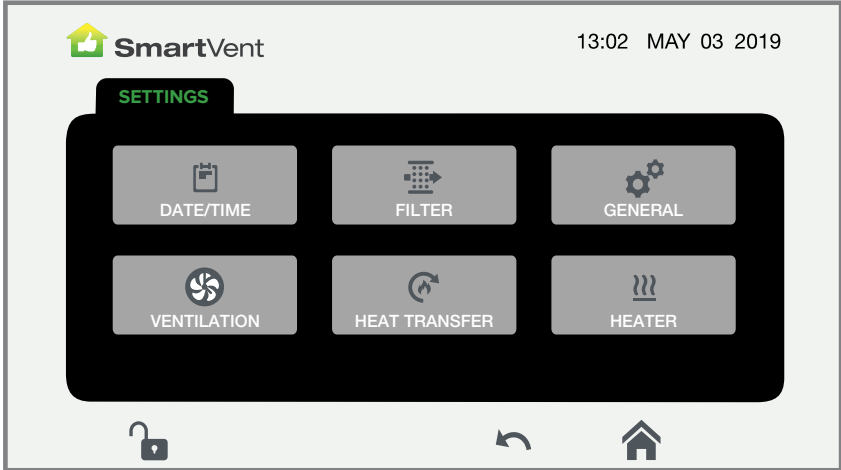 SmartVent
13:02 MAY 03 2019
SETTINGS
DATE/TIME
FILTER
GENERAL
VENTILATION
HEAT TRANSFER
HEATER